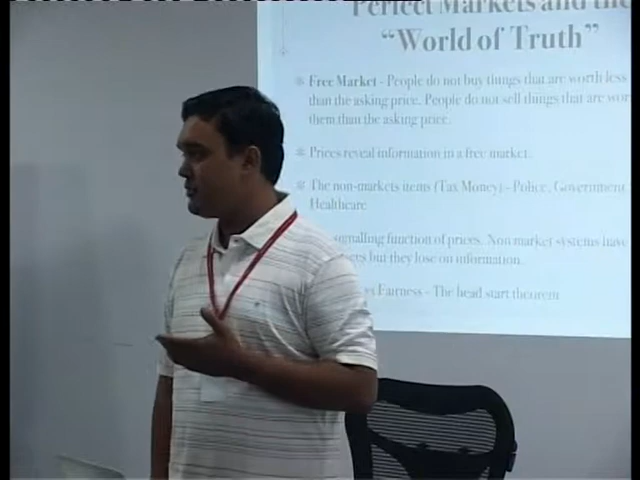 Perfect Markets and the
“World of Truth”
Free Market - People do not buy things that are worth less
than the asking price. People do not sell things that are wor
them than the asking price.
Prices reveal information in a free market.
The non-markets items (Tax Money) - Police, Government,
Healthcare
signalling function of prices. Non market systems have
but they lose on information.
vs Fairness - The head start theorem